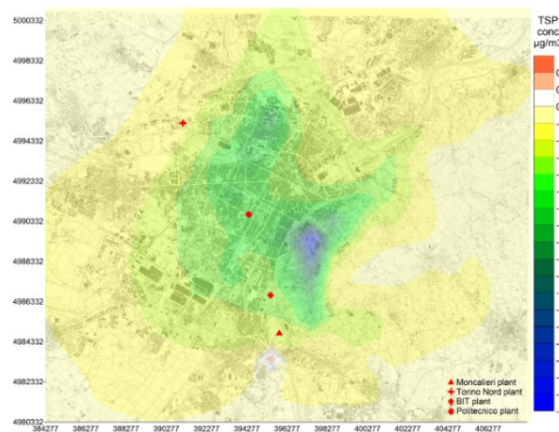 TSP
conc
µg/m3
5000332
4998332
4996332
4994332
4992332
4990332
4988332
4986332
4984332
4982332
4980332
Moncalieri plant
Torino Nord plant
BIT plant
Politecnico plant
384277 386277 388277 390277 392277 394277 396277 398277 400277 402277 404277 406277